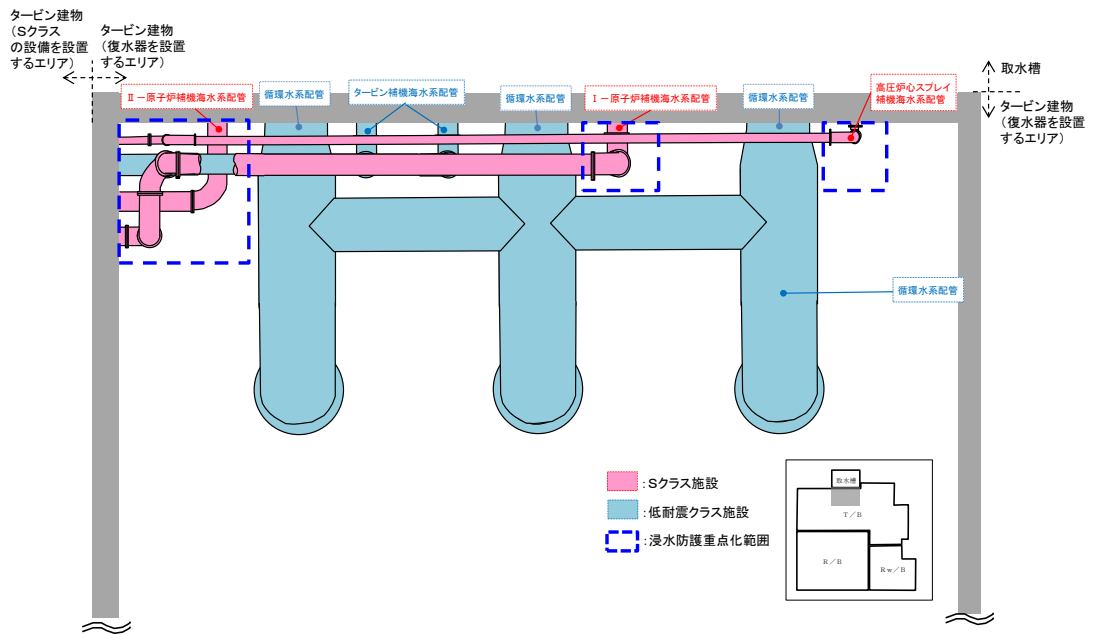 タービン建物
(Sクラス
の設備を設置
するエリア)
タービン建物
(復水器を設置
するエリア)
Ⅱ-原子炉補機海水系配管
循環水系配管
タービン補機海水系配管
循環水系配管
Ⅰ-原子炉補機海水系配管
循環水系配管
高圧炉心スプレイ
補機海水系配管
取水槽
タービン建物
(復水器を設置
するエリア)
循環水系配管
:Sクラス施設
:低耐震クラス施設
:浸水防護重点化範囲
取水槽
T/B
R/B
Rw/B